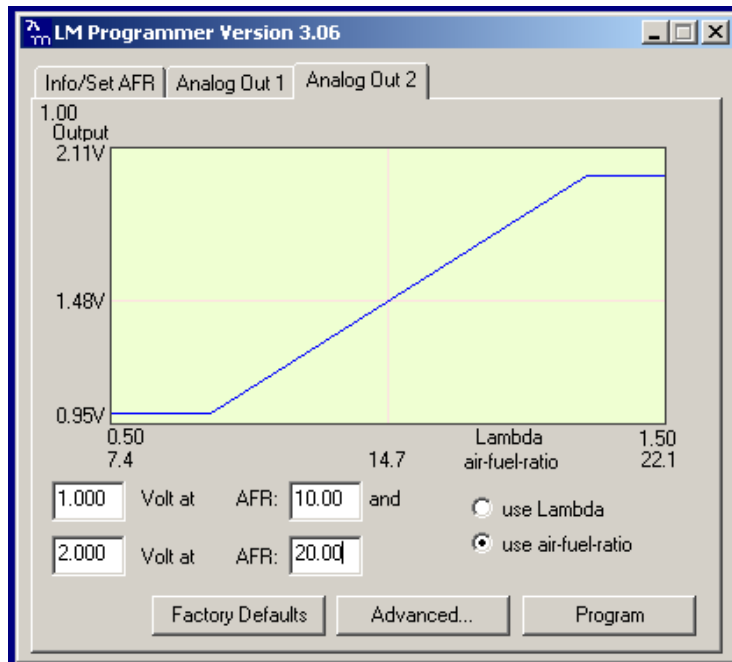 LM Programmer Version 3.06
Info/Set AFR Analog Out 1 Analog Out 2
1.00
Output
2.11V
1.48V
0.95V
0.50 Lambda 1.50
7.4 14.7 air-fuel-ratio 22.1
1.000 Volt at AFR: 10.00 and
use Lambda
2.000 Volt at AFR: 20.00
use air-fuel-ratio
Factory Defaults Advanced... Program